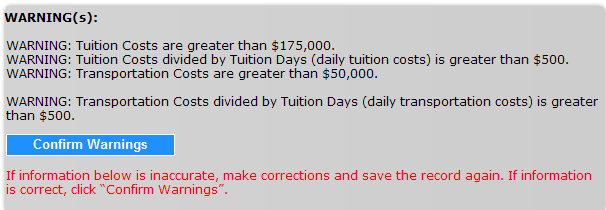 WARNING(s):
WARNING: Tuition Costs are greater than $175,000.
WARNING: Tuition Costs divided by Tuition Days (daily tuition costs) is greater than $500.
WARNING: Transportation Costs are greater than $50,000.
WARNING: Transportation Costs divided by Tuition Days (daily transportation costs) is greater
than $500.
Confirm Warnings
If information below is inaccurate, make corrections and save the record again. If information
is correct, click “Confirm Warnings”.